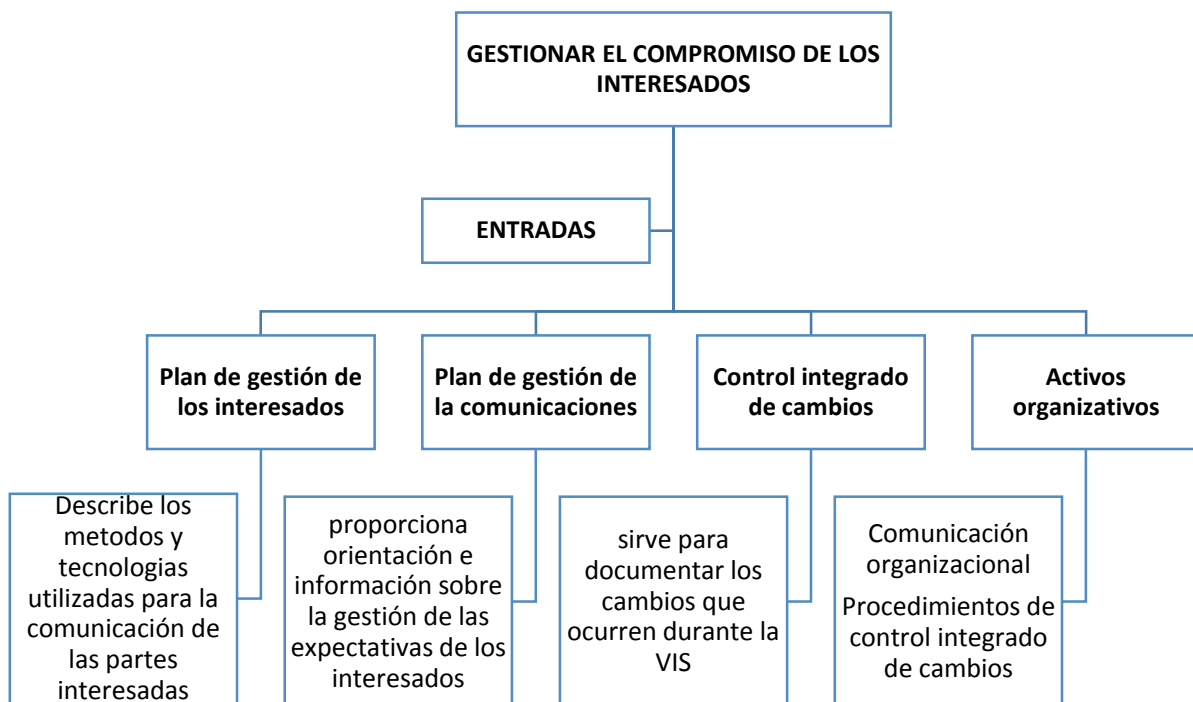 GESTIONAR EL COMPROMISO DE LOS
INTERESADOS
ENTRADAS
Plan de gestión de
los interesados
Plan de gestión de
la comunicaciones
Control integrado
de cambios
Activos
organizativos
Describe los
metodos y
tecnologias
utilizadas para la
comunicación de
las partes
interesadas
proporciona
orientación e
información sobre
la gestión de las
expectativas de los
interesados
sirve para
documentar los
cambios que
ocurren durante la
VIS
Comunicación
organizacional
Procedimientos de
control integrado
de cambios